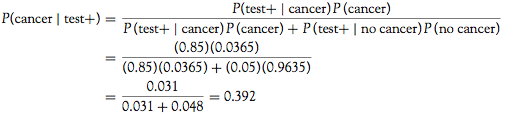 P(cancer | test+) = P(test+ | cancer)P(cancer) / P(test+ | cancer)P(cancer) + P(test+ | no cancer)P(no cancer)
= (0.85)(0.0365) / (0.85)(0.0365) + (0.05)(0.9635)
= 0.031 / 0.031 + 0.048 = 0.392